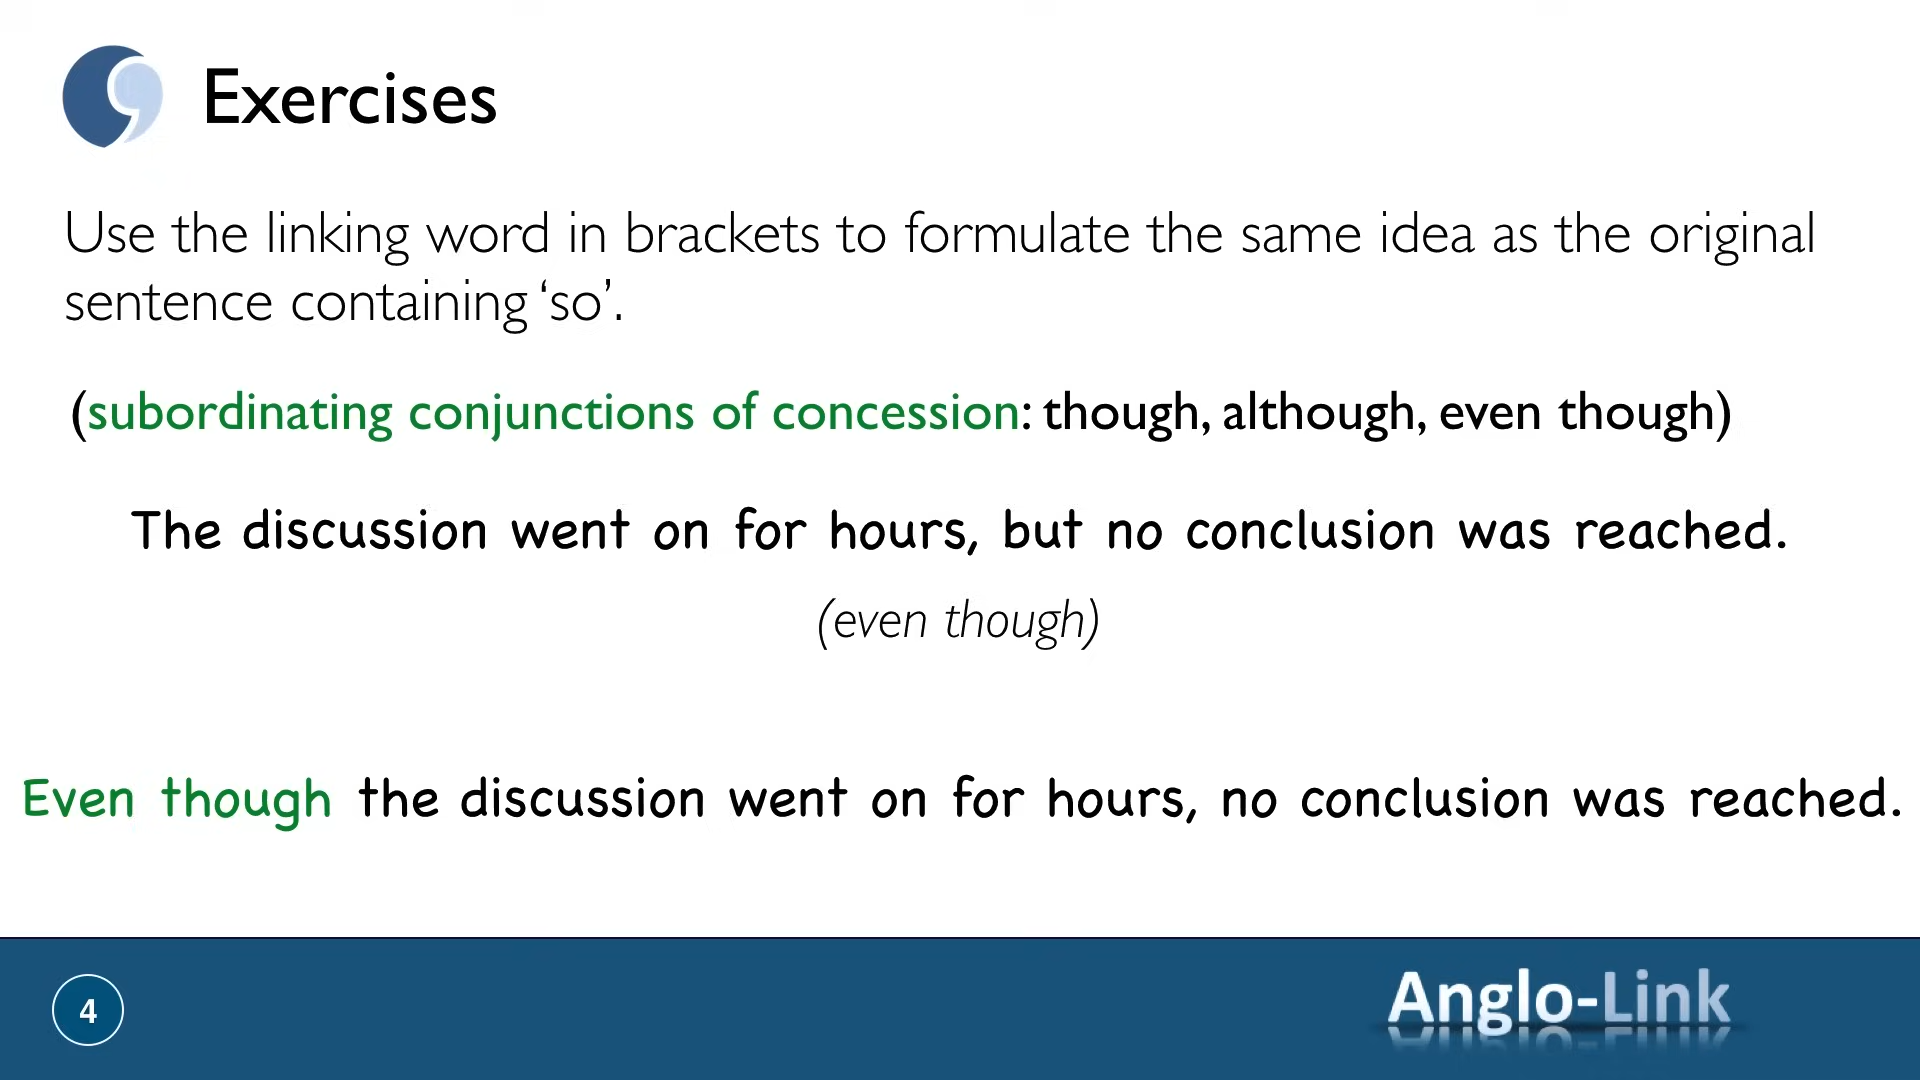 Exercises
Use the linking word in brackets to formulate the same idea as the original
sentence containing ‘so’.
(subordinating conjunctions of concession: though, although, even though)
The discussion went on for hours, but no conclusion was reached.
(even though)
Even though the discussion went on for hours, no conclusion was reached.
4
Anglo-Link